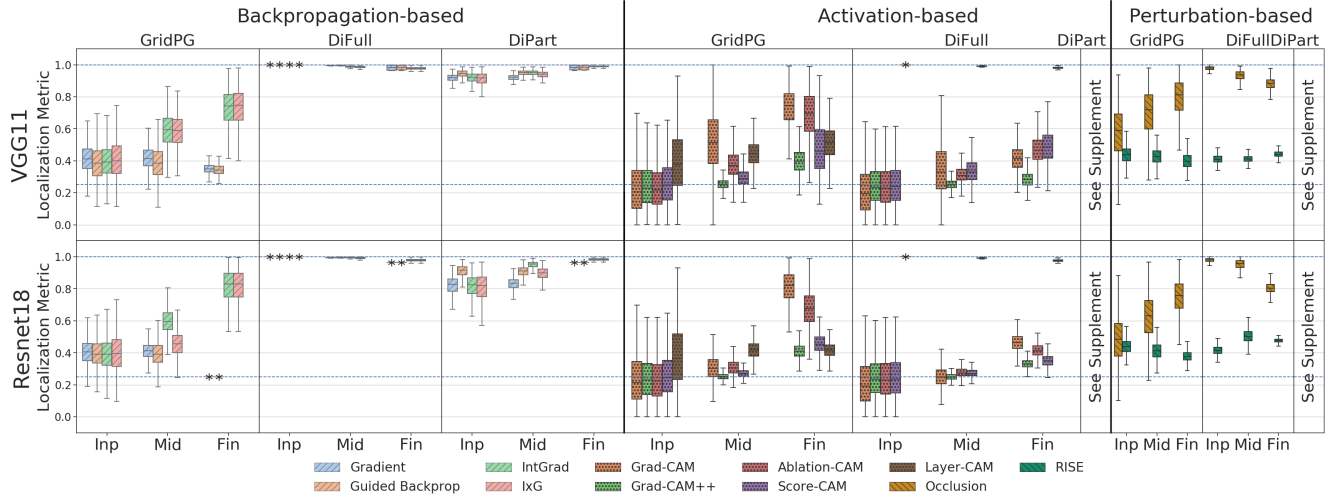 Backpropagation-based Activation-based Perturbation-based
GridPG DiFull DiPart GridPG DiFull DiPart GridPG DiFullDiPart
VGG11
Localization Metric
1.0
0.8
0.6
0.4
0.2
0.0
**** *
See Supplement
See Supplement
Resnet18
Localization Metric
1.0
0.8
0.6
0.4
0.2
0.0
**** ** ** *
**
See Supplement
See Supplement
Inp Mid Fin Inp Mid Fin Inp Mid Fin Inp Mid Fin Inp Mid Fin Inp Mid Fin Inp Mid Fin
Gradient IntGrad Grad-CAM Ablation-CAM Layer-CAM RISE
Guided Backprop IxG Grad-CAM++ Score-CAM Occlusion